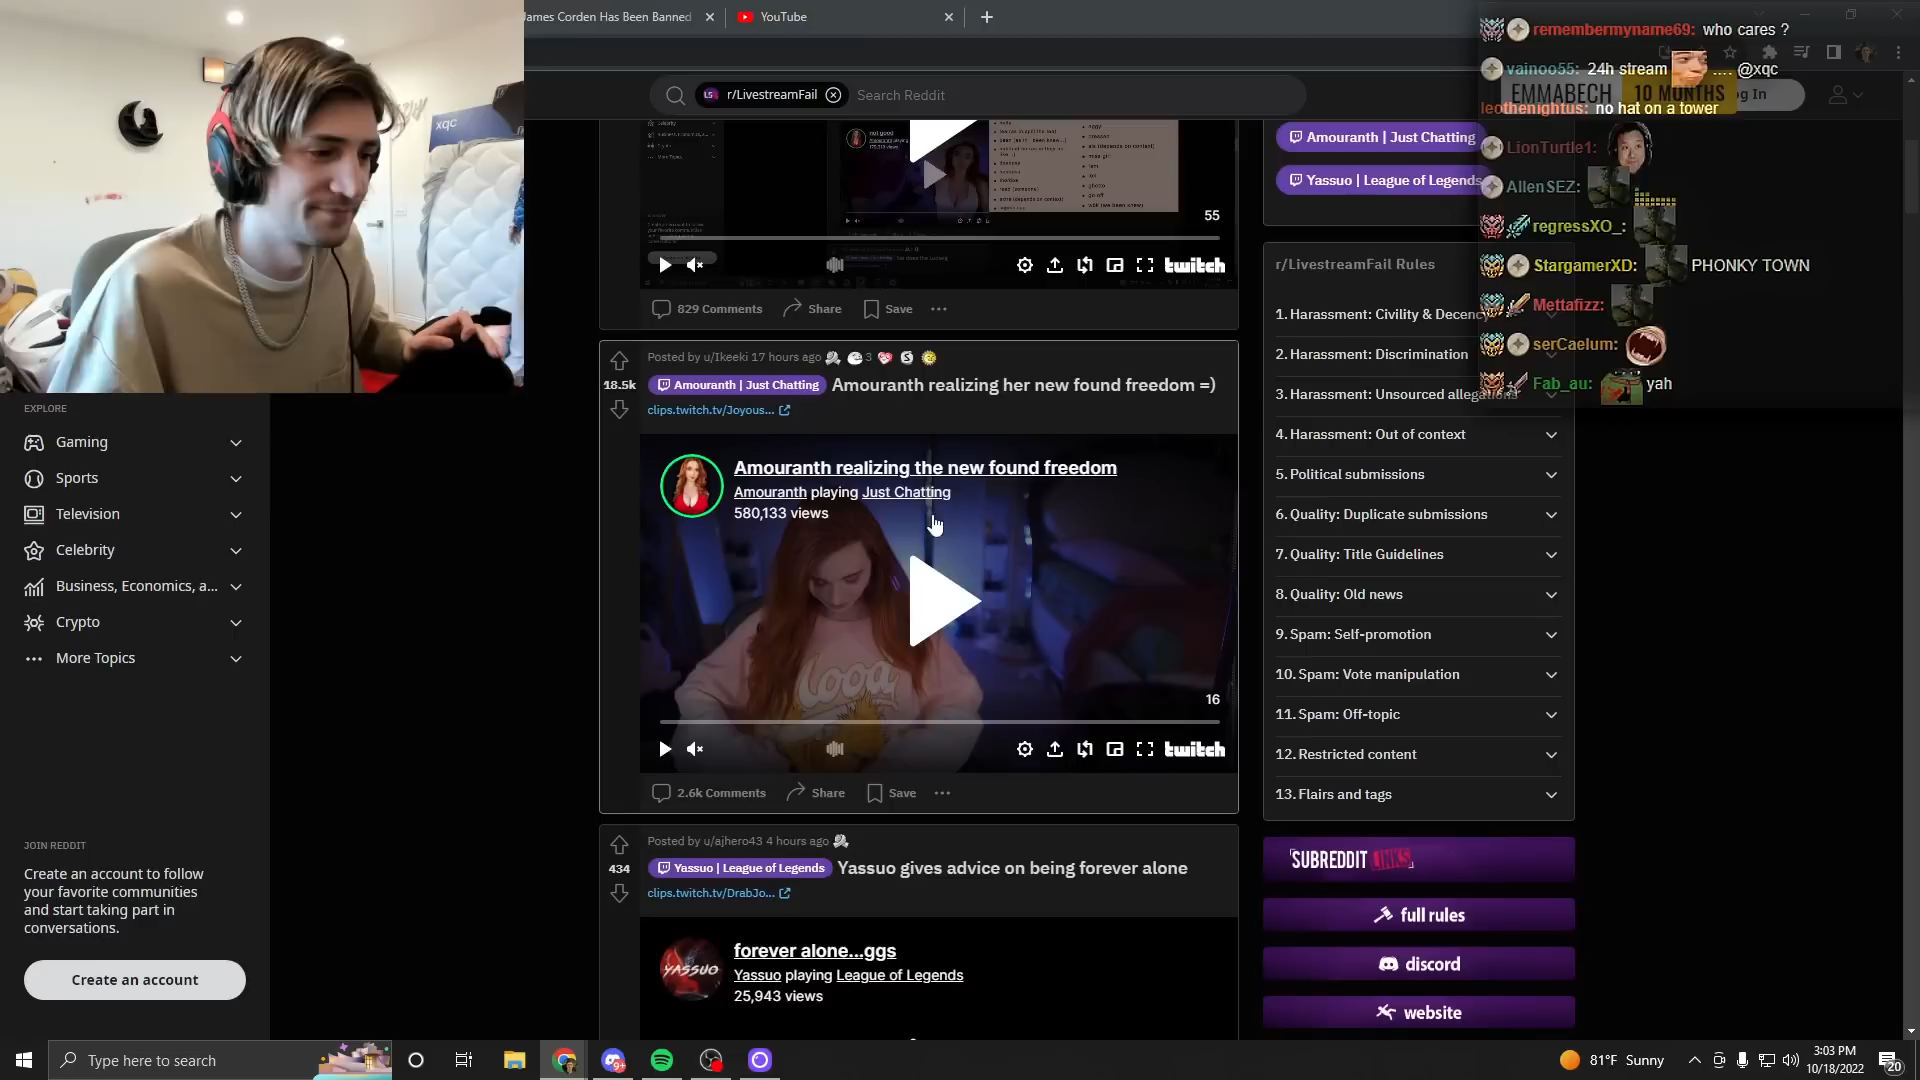 James Corden Has Been Banned
YouTube
r/LivestreamFail
Search Reddit
remembermyname69: who cares ?
vainoo55: 24h stream .... @xqc
EMMABECH 10 MONTHS
leothenightus: no hat on a tower
LionTurtle1:
AllenSEZ:
regressXO_:
StargamerXD: PHONKY TOWN
Mettafizz:
serCaelum:
Fab_au: yah
xqc
Amouranth | Just Chatting
Yassuo | League of Legends
55
twitch
829 Comments
Share
Save
r/LivestreamFail Rules
1. Harassment: Civility & Decency
2. Harassment: Discrimination
3. Harassment: Unsourced allegations
4. Harassment: Out of context
5. Political submissions
6. Quality: Duplicate submissions
7. Quality: Title Guidelines
8. Quality: Old news
9. Spam: Self-promotion
10. Spam: Vote manipulation
11. Spam: Off-topic
12. Restricted content
13. Flairs and tags
SUBREDDIT LINKS
full rules
discord
website
Posted by u/Ikeeki 17 hours ago
3
18.5k
Amouranth | Just Chatting
Amouranth realizing her new found freedom =)
clips.twitch.tv/Joyous...
Amouranth realizing the new found freedom
Amouranth playing Just Chatting
580,133 views
16
twitch
2.6k Comments
Share
Save
Posted by u/ajhero43 4 hours ago
434
Yassuo | League of Legends
Yassuo gives advice on being forever alone
clips.twitch.tv/DrabJo...
YASSUO
forever alone...ggs
Yassuo playing League of Legends
25,943 views
EXPLORE
Gaming
Sports
Television
Celebrity
Business, Economics, a...
Crypto
More Topics
JOIN REDDIT
Create an account to follow
your favorite communities
and start taking part in
conversations.
Create an account
Type here to search
9+
81°F Sunny
3:03 PM
10/18/2022
20